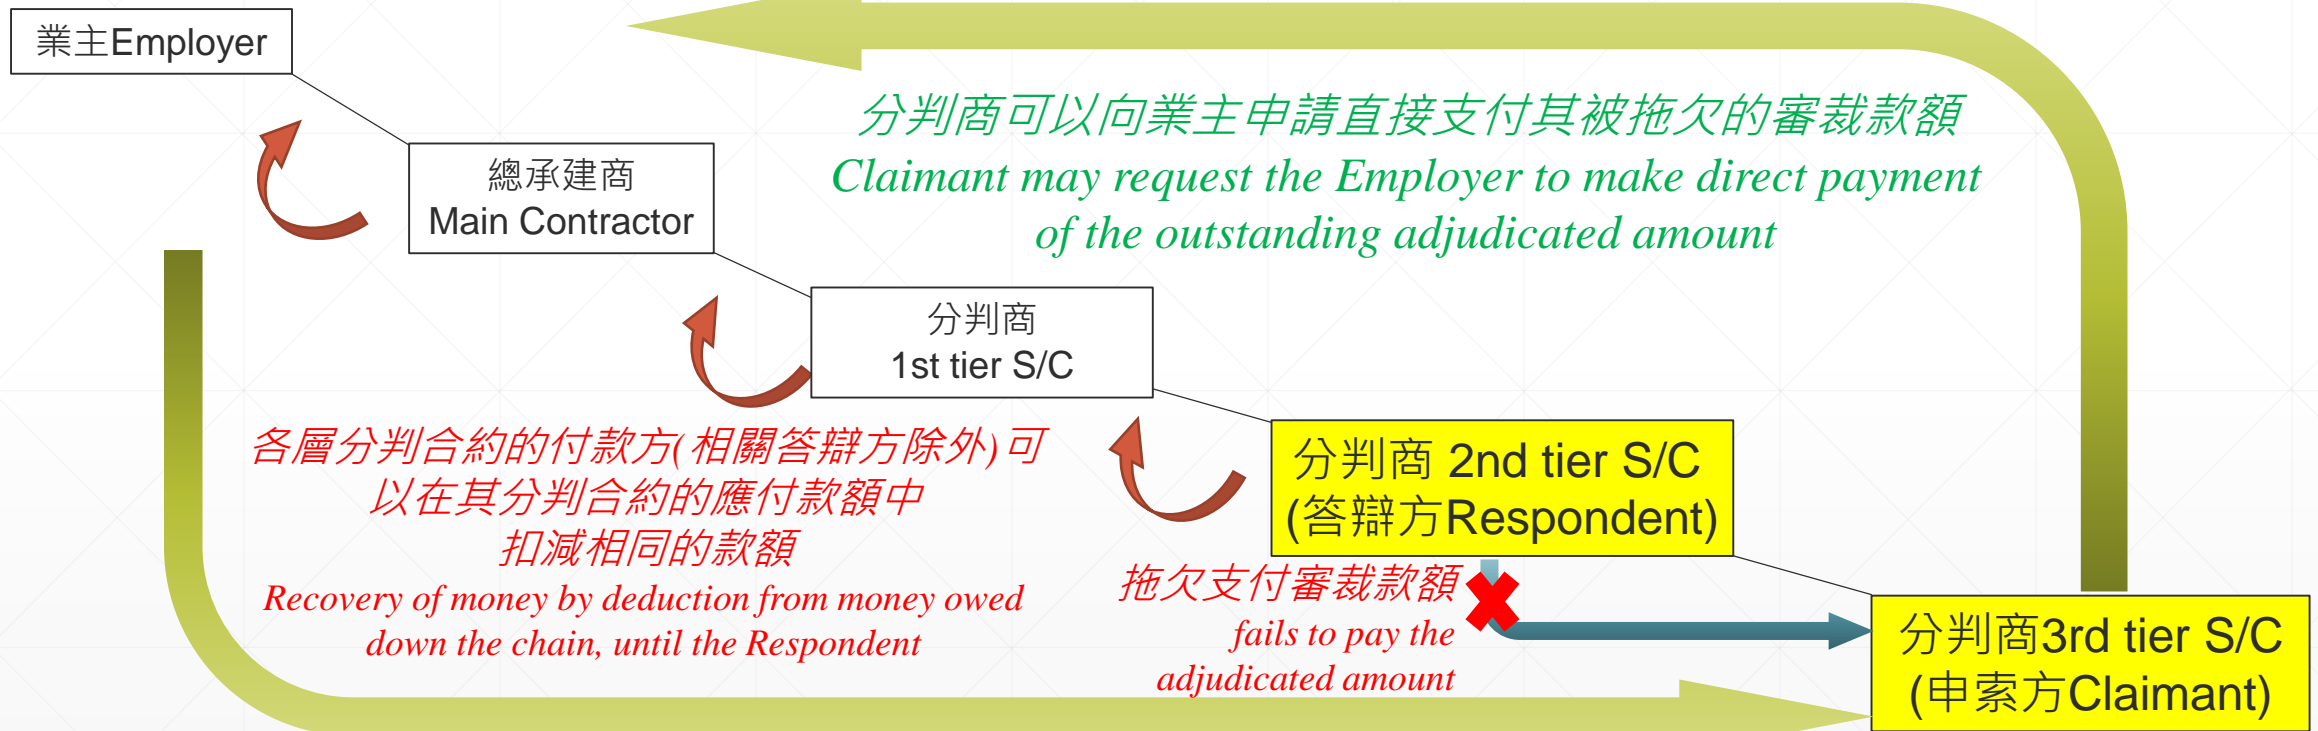 業主Employer
分判商可以向業主申請直接支付其被拖欠的審裁款額
Claimant may request the Employer to make direct payment
of the outstanding adjudicated amount
總承建商
Main Contractor
分判商
1st tier S/C
各層分判合約的付款方(相關答辯方除外)可
以在其分判合約的應付款額中
扣減相同的款額
Recovery of money by deduction from money owed
down the chain, until the Respondent
分判商 2nd tier S/C
(答辯方Respondent)
拖欠支付審裁款額
fails to pay the
adjudicated amount
分判商3rd tier S/C
(申索方Claimant)